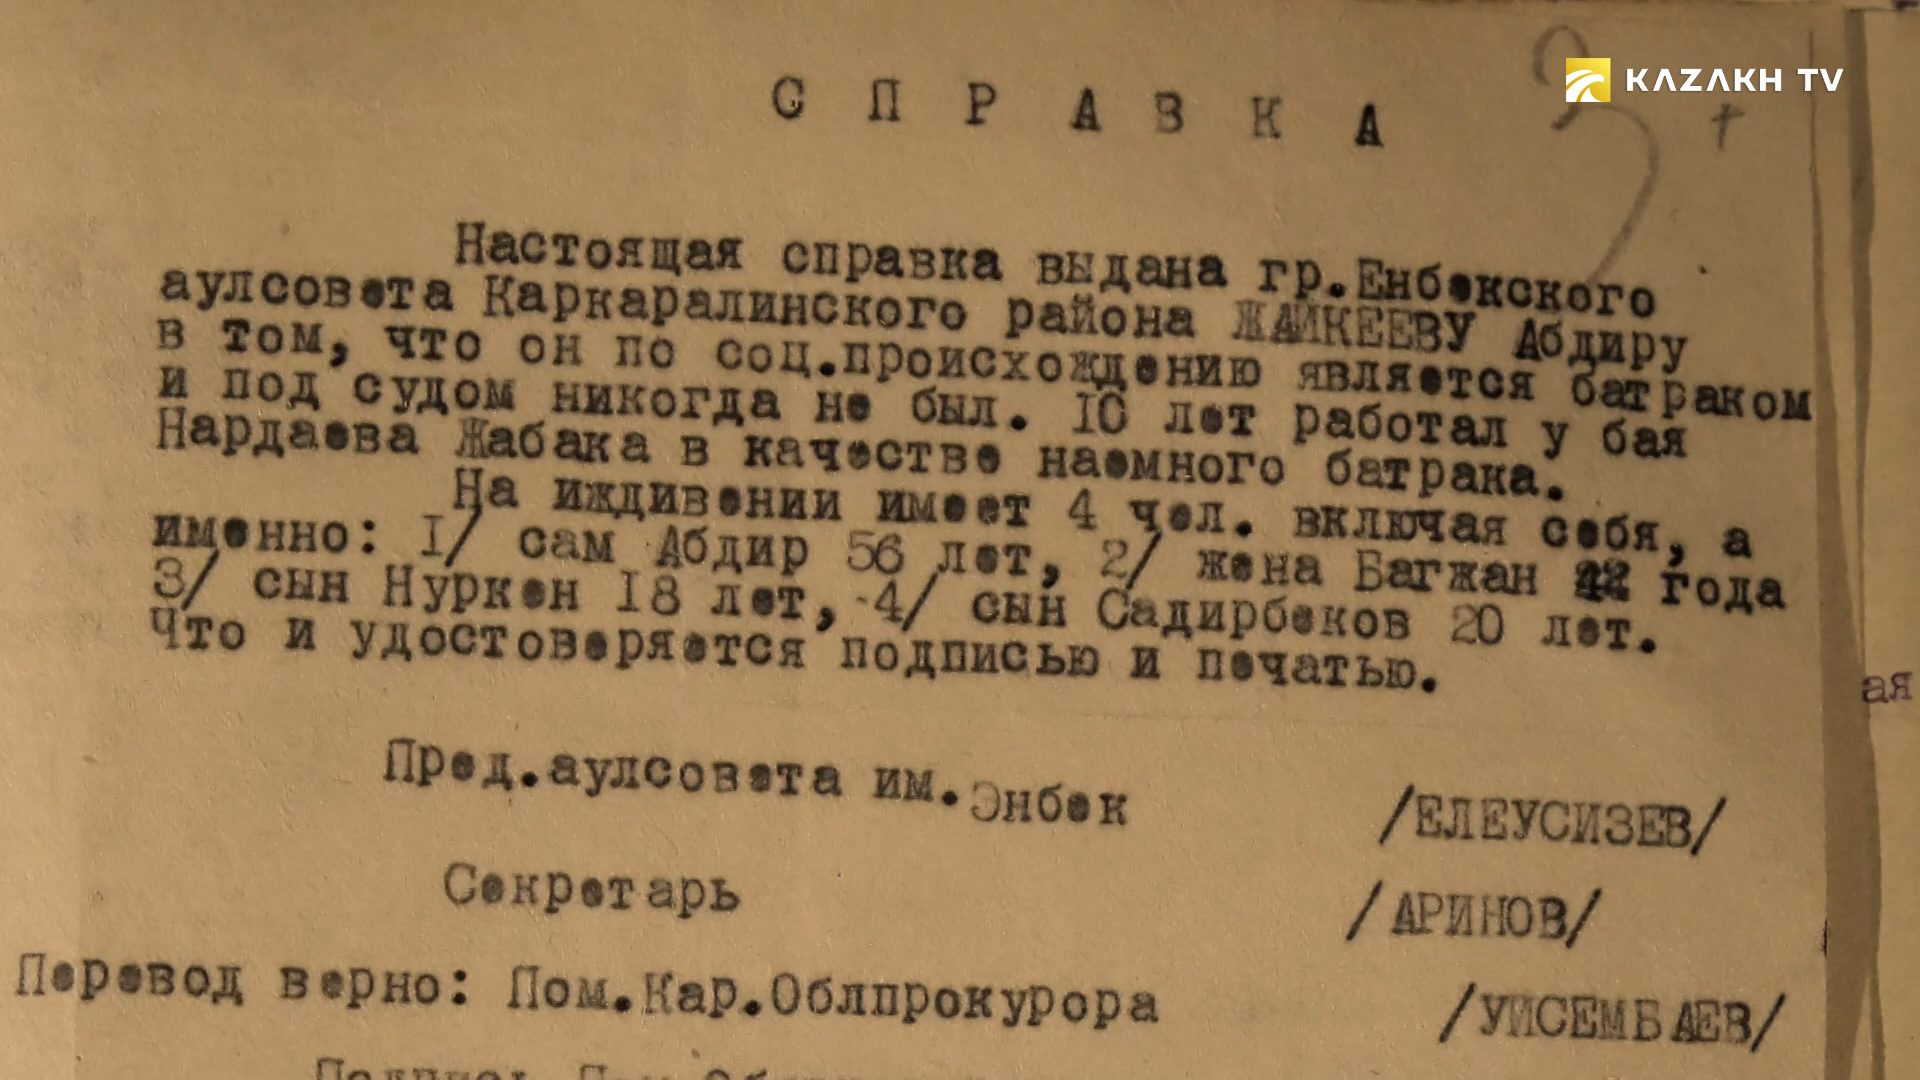 KAZAKH TV
СПРАВКА
Настоящая справка выдана гр.Енбекского
аулсовета Каркаралинского района ЖАИКЕЕВУ Абдиру
в том, что он по соц.происхождению является батраком
и под судом никогда не был. 10 лет работал у бая
Нардаева Жабака в качестве наемного батрака.
На иждивении имеет 4 чел. включая себя, а
именно: I/ сам Абдир 56 лет, 2/ жена Багжан 42 года
3/ сын Нуркен 18 лет, 4/ сын Садирбеков 20 лет.
Что и удостоверяется подписью и печатью.
Пред.аулсовета им.Энбек /ЕЛЕУСИЗЕВ/
Секретарь /АРИНОВ/
Перевод верно: Пом.Кар.Облпрокурора /УИСЕМБАЕВ/
ая